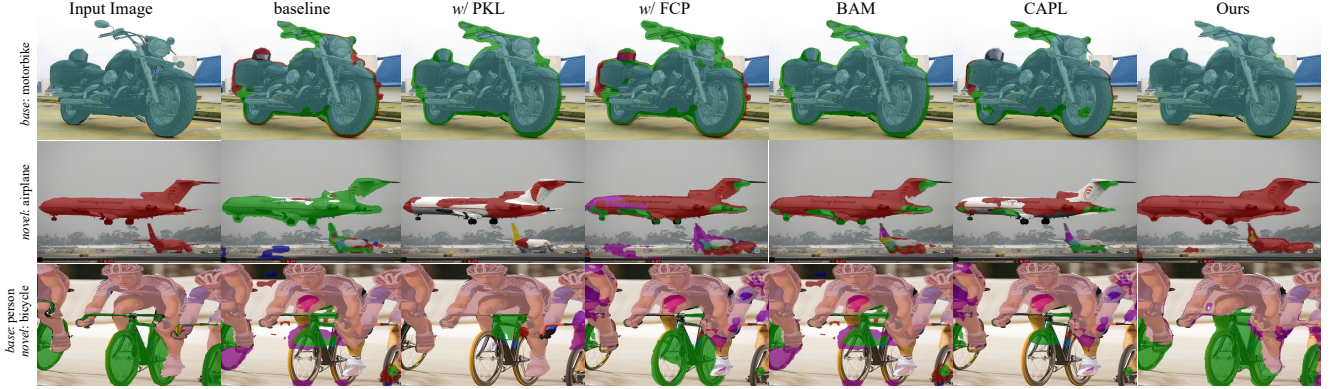 Input Image baseline w/ PKL w/ FCP BAM CAPL Ours
base: motorbike
novel: airplane
base: person
novel: bicycle